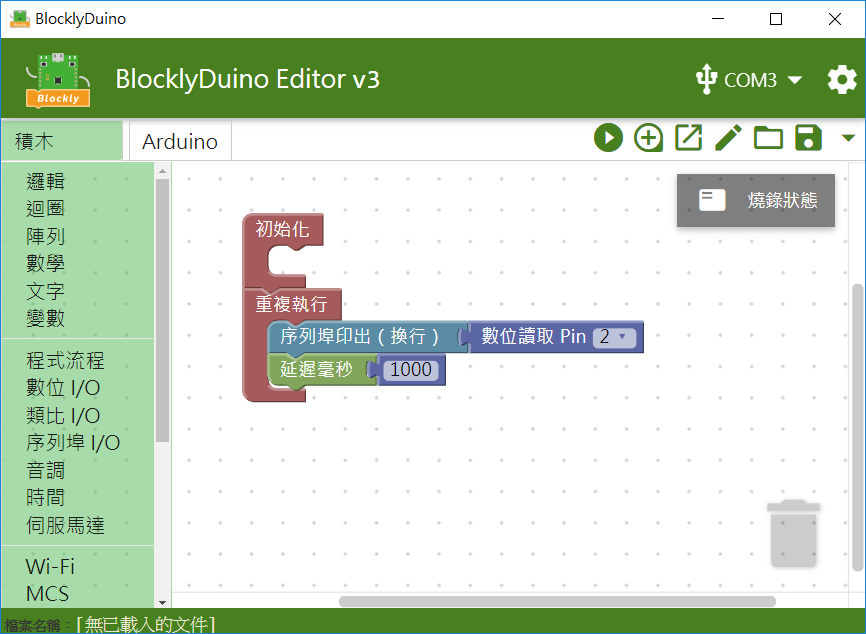 BlocklyDuino
Blockly
BlocklyDuino Editor v3
COM3
積木
Arduino
邏輯
迴圈
陣列
數學
文字
變數
程式流程
數位 I/O
類比 I/O
序列埠 I/O
音調
時間
伺服馬達
Wi-Fi
MCS
燒錄狀態
初始化
重複執行
序列埠印出 ( 換行 ) 數位讀取 Pin 2
延遲毫秒 1000
檔案名稱：[無已載入的文件]